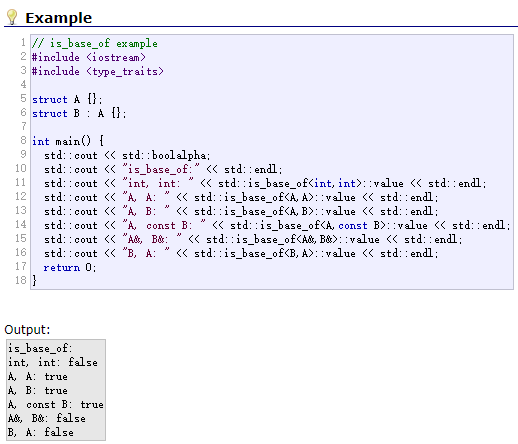 Example
1 // is_base_of example
2 #include <iostream>
3 #include <type_traits>
4
5 struct A {};
6 struct B : A {};
7
8 int main() {
9   std::cout << std::boolalpha;
10   std::cout << "is_base_of:" << std::endl;
11   std::cout << "int, int: " << std::is_base_of<int,int>::value << std::endl;
12   std::cout << "A, A: " << std::is_base_of<A,A>::value << std::endl;
13   std::cout << "A, B: " << std::is_base_of<A,B>::value << std::endl;
14   std::cout << "A, const B: " << std::is_base_of<A,const B>::value << std::endl;
15   std::cout << "A&, B&: " << std::is_base_of<A&,B&>::value << std::endl;
16   std::cout << "B, A: " << std::is_base_of<B,A>::value << std::endl;
17   return 0;
18 }
Output:
is_base_of:
int, int: false
A, A: true
A, B: true
A, const B: true
A&, B&: false
B, A: false